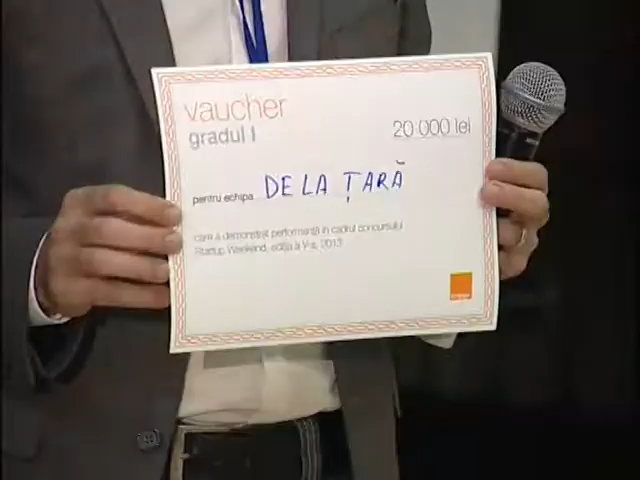 vaucher
gradul I
20 000 lei
pentru echipa DE LA ȚARĂ
care a demonstrat performanță în cadrul concursului
Startup Weekend, ediția a V-a, 2013
orange